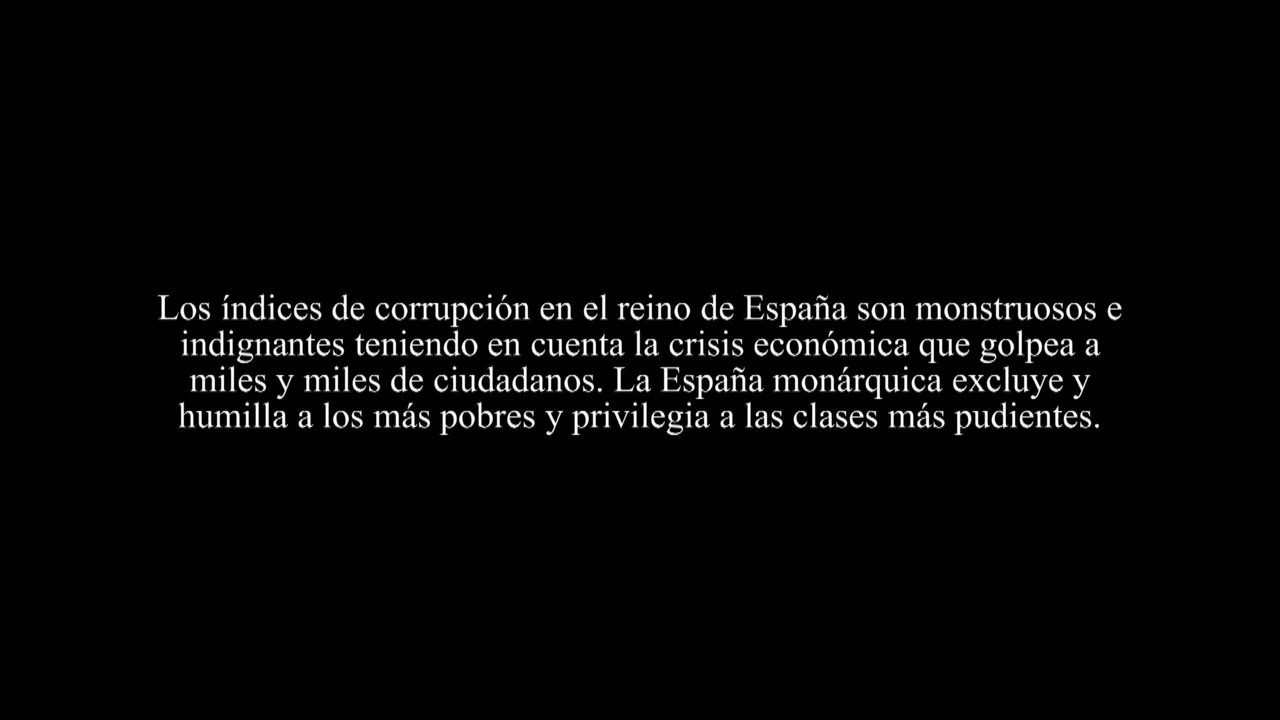 Los índices de corrupción en el reino de España son monstruosos e
indignantes teniendo en cuenta la crisis económica que golpea a
miles y miles de ciudadanos. La España monárquica excluye y
humilla a los más pobres y privilegia a las clases más pudientes.